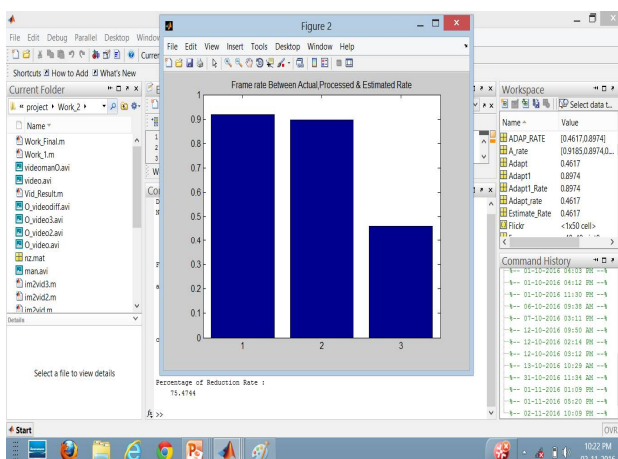 Figure 2
File Edit Debug Parallel Desktop Window
File Edit View Insert Tools Desktop Window Help
Shortcuts How to Add What's New
Current Folder
« project ▸ Work_2 ▸
Name
Work_Final.m
Work_1.m
videomanO.avi
video.avi
Vid_Result.m
O_videodiff.avi
O_video3.avi
O_video2.avi
O_video.avi
nz.mat
man.avi
im2vid3.m
im2vid2.m
im2vid.m
Details
Select a file to view details
Frame rate Between Actual,Processed & Estimated Rate
1
0.9
0.8
0.7
0.6
0.5
0.4
0.3
0.2
0.1
0
1 2 3
Percentage of Reduction Rate :
75.4744
fx >>
Workspace
Select data t...
Name Value
ADAP_RATE [0.4617,0.8974]
A_rate [0.9185,0.8974,0....
Adapt 0.4617
Adapt1 0.8974
Adapt1_Rate 0.8974
Adapt_rate 0.4617
Estimate_Rate 0.4617
Flickr <1x50 cell>
Command History
%-- 01-10-2016 04:03 PM --%
%-- 01-10-2016 04:12 PM --%
%-- 01-10-2016 11:30 PM --%
%-- 06-10-2016 09:38 AM --%
%-- 07-10-2016 03:11 PM --%
%-- 12-10-2016 09:50 AM --%
%-- 12-10-2016 02:14 PM --%
%-- 12-10-2016 03:12 PM --%
%-- 13-10-2016 10:29 AM --%
%-- 31-10-2016 11:34 AM --%
%-- 01-11-2016 01:09 PM --%
%-- 01-11-2016 05:20 PM --%
%-- 02-11-2016 10:09 PM --%
Start
OVR
10:22 PM
02-11-2016